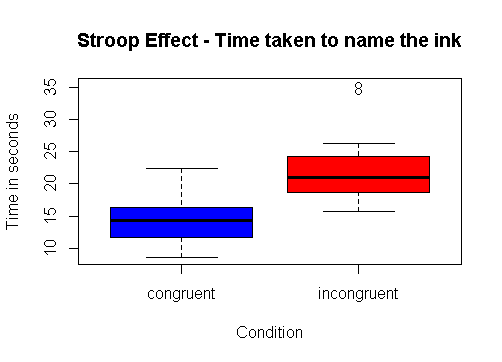 Stroop Effect - Time taken to name the ink
Time in seconds
35
30
25
20
15
10
8
congruent
incongruent
Condition